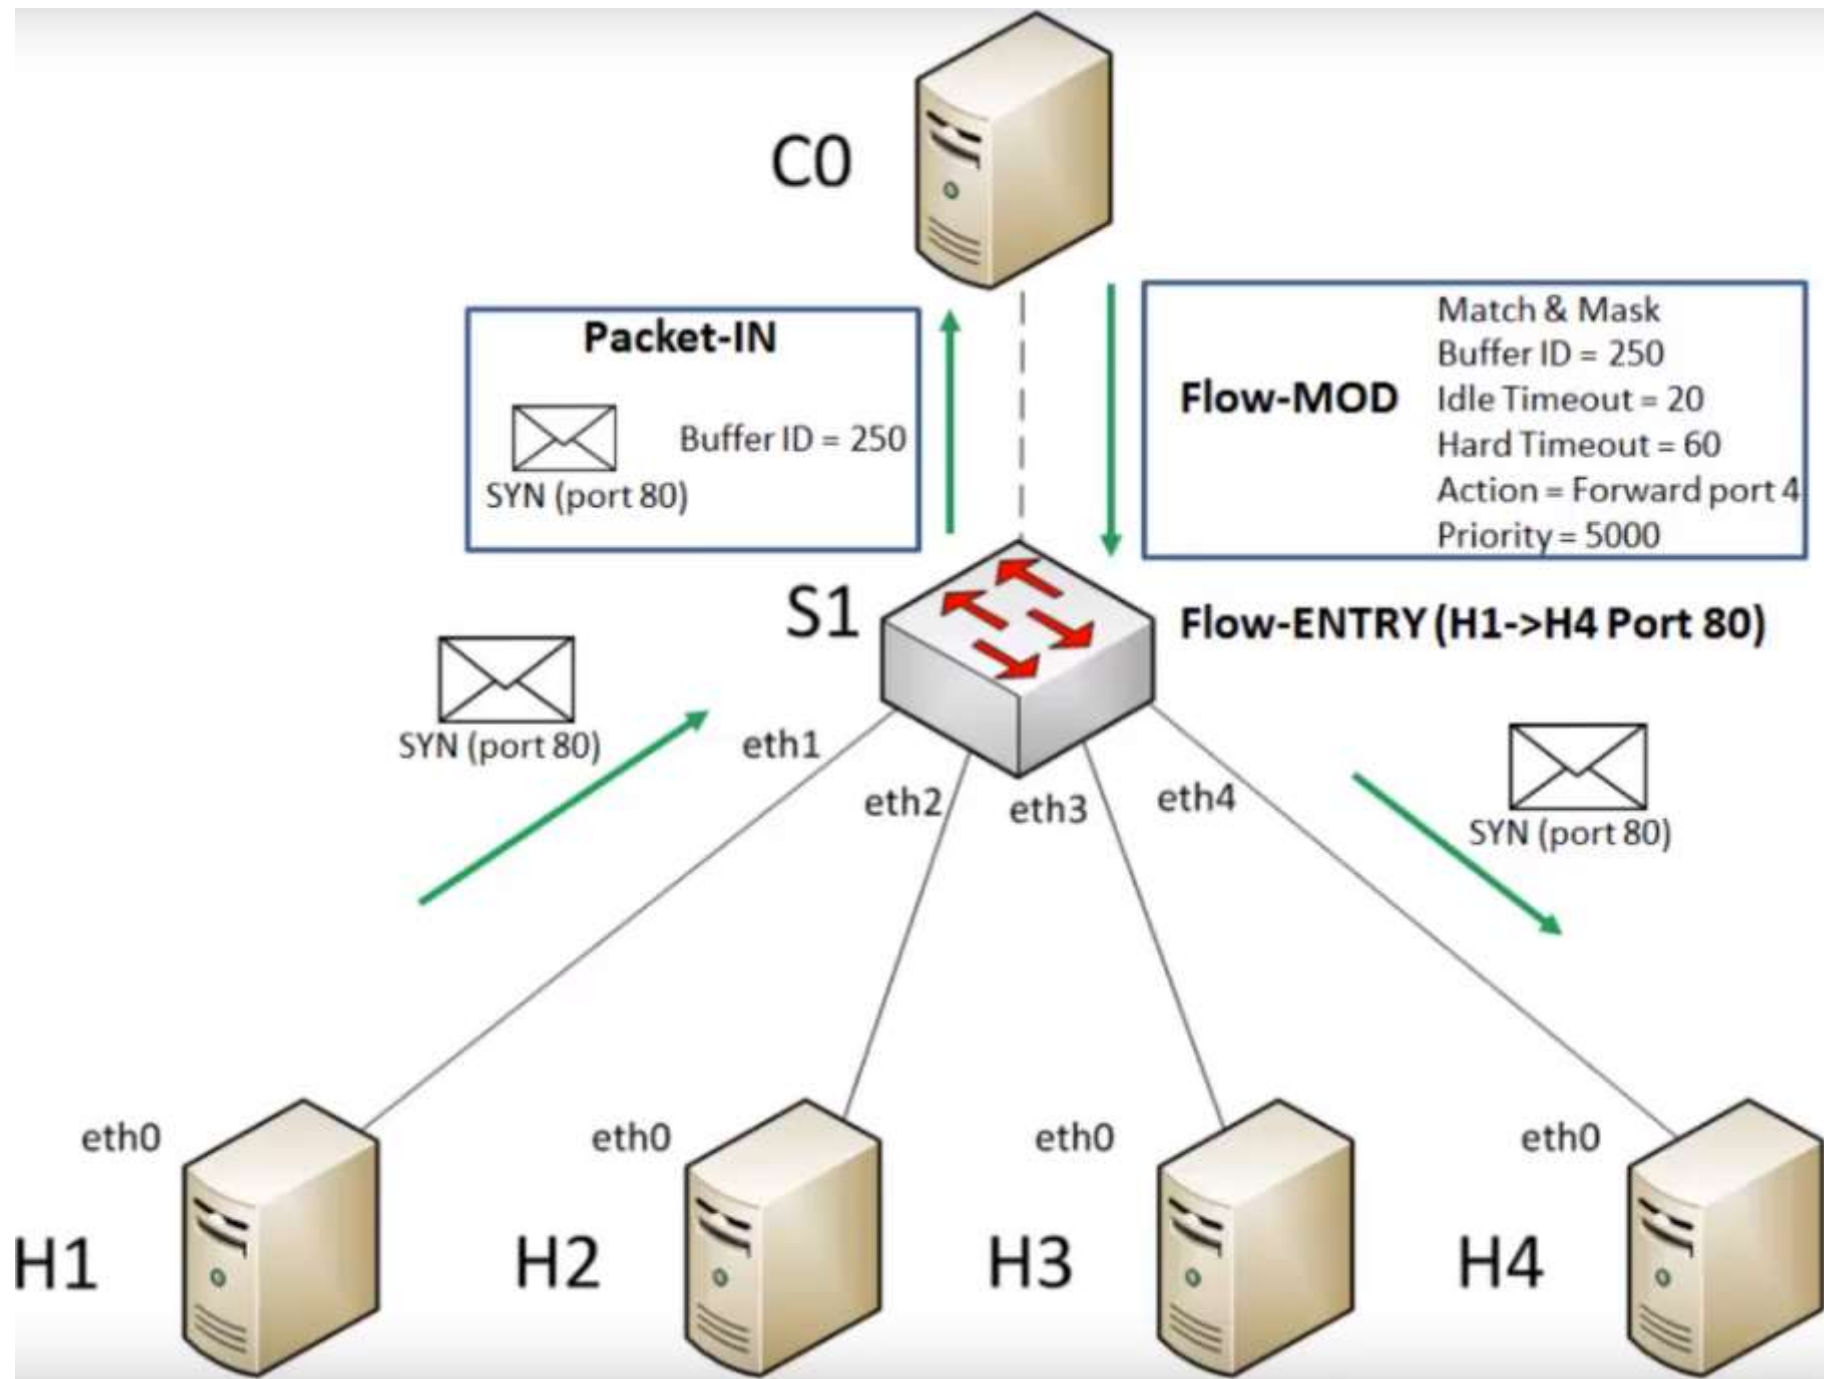 C0
Packet-IN
Buffer ID = 250
SYN (port 80)
Flow-MOD
Match & Mask
Buffer ID = 250
Idle Timeout = 20
Hard Timeout = 60
Action = Forward port 4
Priority = 5000
S1
Flow-ENTRY (H1->H4 Port 80)
SYN (port 80)
eth1
eth2
eth3
eth4
SYN (port 80)
eth0
eth0
eth0
eth0
H1
H2
H3
H4